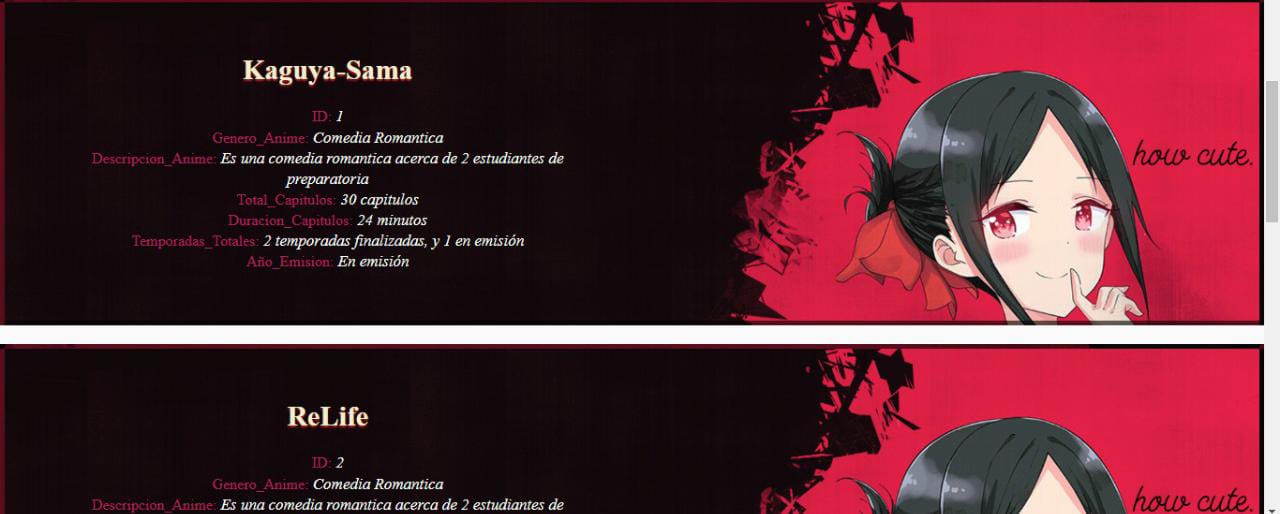 Kaguya-Sama
ID: 1
Genero_Anime: Comedia Romantica
Descripcion_Anime: Es una comedia romantica acerca de 2 estudiantes de
preparatoria
Total_Capitulos: 30 capitulos
Duracion_Capitulos: 24 minutos
Temporadas_Totales: 2 temporadas finalizadas, y 1 en emisión
Año_Emision: En emisión
how cute.
ReLife
ID: 2
Genero_Anime: Comedia Romantica
Descripcion_Anime: Es una comedia romantica acerca de 2 estudiantes de
how cute.